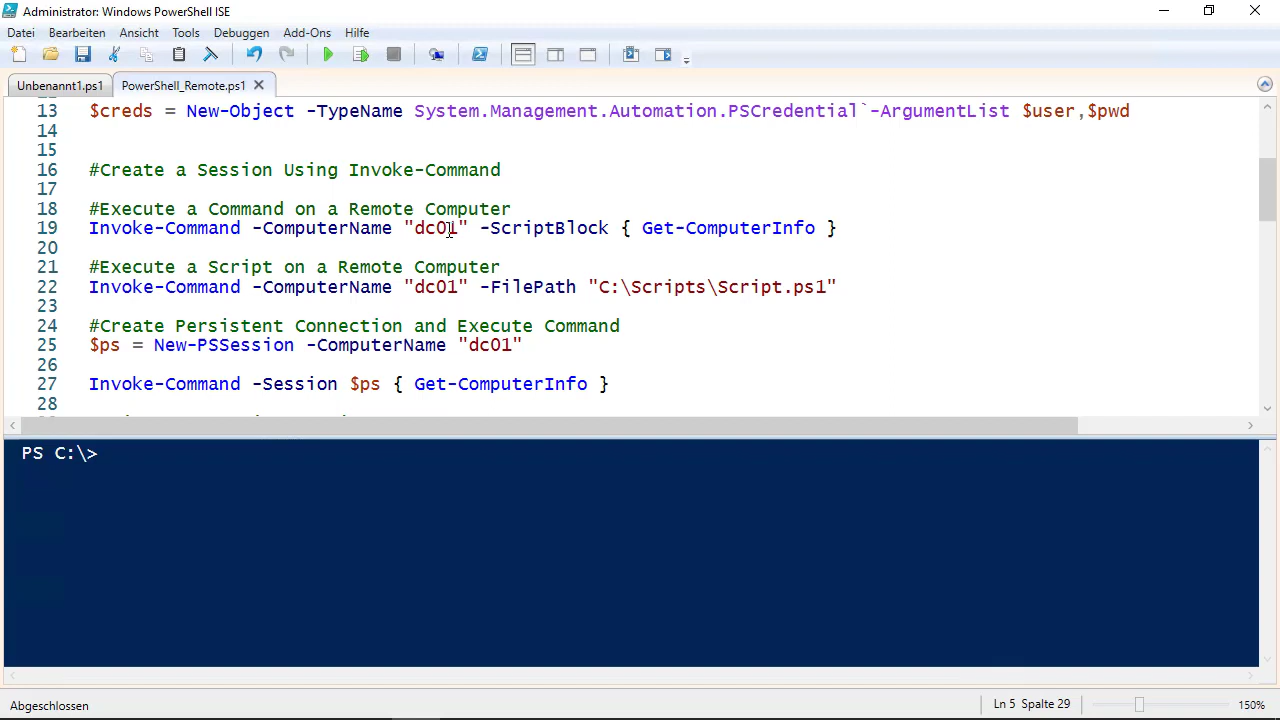 Administrator: Windows PowerShell ISE
Datei Bearbeiten Ansicht Tools Debuggen Add-Ons Hilfe
Unbenannt1.ps1 PowerShell_Remote.ps1
13 $creds = New-Object -TypeName System.Management.Automation.PSCredential`-ArgumentList $user,$pwd
14
15
16 #Create a Session Using Invoke-Command
17
18 #Execute a Command on a Remote Computer
19 Invoke-Command -ComputerName "dc01" -ScriptBlock { Get-ComputerInfo }
20
21 #Execute a Script on a Remote Computer
22 Invoke-Command -ComputerName "dc01" -FilePath "C:\Scripts\Script.ps1"
23
24 #Create Persistent Connection and Execute Command
25 $ps = New-PSSession -ComputerName "dc01"
26
27 Invoke-Command -Session $ps { Get-ComputerInfo }
28
PS C:\>
Abgeschlossen Ln 5 Spalte 29 150%